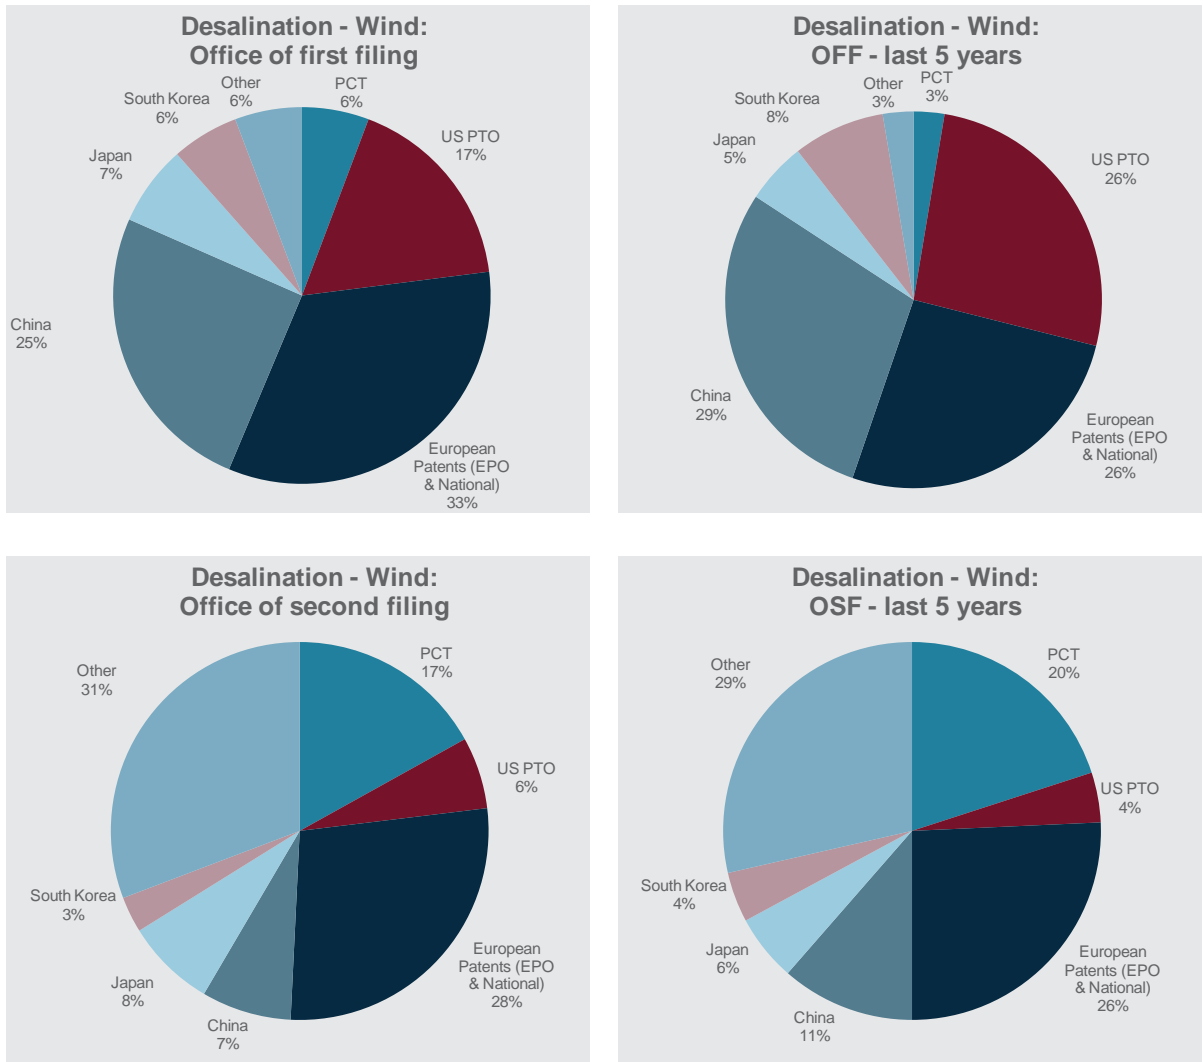 Desalination - Wind:
Office of first filing
Other
6%
PCT
6%
South Korea
6%
US PTO
17%
Japan
7%
China
25%
European
Patents (EPO
& National)
33%
Desalination - Wind:
OFF - last 5 years
Other
3%
PCT
3%
South Korea
8%
Japan
5%
US PTO
26%
China
29%
European
Patents (EPO
& National)
26%
Desalination - Wind:
Office of second filing
PCT
17%
Other
31%
US PTO
6%
South Korea
3%
European
Patents (EPO
& National)
28%
Japan
8%
China
7%
Desalination - Wind:
OSF - last 5 years
PCT
20%
Other
29%
US PTO
4%
South Korea
4%
Japan
6%
European
Patents (EPO
& National)
26%
China
11%